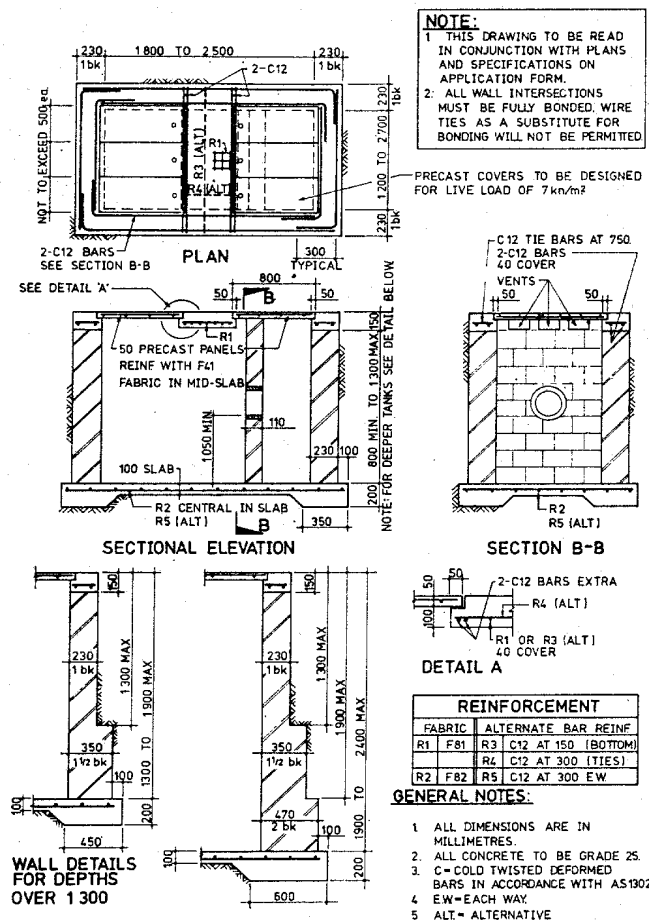 NOTE:
1 THIS DRAWING TO BE READ
IN CONJUNCTION WITH PLANS
AND SPECIFICATIONS ON
APPLICATION FORM.
2: ALL WALL INTERSECTIONS
MUST BE FULLY BONDED. WIRE
TIES AS A SUBSTITUTE FOR
BONDING WILL NOT BE PERMITTED
230 1800 TO 2500 230
1bk 1bk
2-C12
NOT TO EXCEED 500 ea.
R3 (ALT)
R1
R4 (ALT)
230
1bk
1200 TO 2700
230
1bk
PRECAST COVERS TO BE DESIGNED
FOR LIVE LOAD OF 7kn/m²
2-C12 BARS
SEE SECTION B-B
PLAN
300
TYPICAL
SEE DETAIL 'A'
800
50 B 50
R1
50 PRECAST PANELS
REINF WITH F41
FABRIC IN MID-SLAB
1050 MIN.
110
230 100
100 SLAB
R2 CENTRAL IN SLAB
R5 (ALT)
B
350
150
800 MIN. TO 1300 MAX
200
NOTE: FOR DEEPER TANKS SEE DETAIL BELOW.
SECTIONAL ELEVATION
C12 TIE BARS AT 750.
2-C12 BARS
40 COVER
VENTS
50 50
R2
R5 (ALT)
SECTION B-B
150
230
1bk
1300 MAX
350
1½ bk
100
1300 TO 1900 MAX
100
200
450
WALL DETAILS
FOR DEPTHS
OVER 1300
150
230
1bk
1300 MAX
1900 MAX
350
1½ bk
470
2 bk
100
1900 TO 2400 MAX
100
200
600
50
50
100
2-C12 BARS EXTRA
R4 (ALT)
R1 OR R3 (ALT)
40 COVER
DETAIL A
REINFORCEMENT
FABRIC ALTERNATE BAR REINF
R1 F81 R3 C12 AT 150 (BOTTOM)
R4 C12 AT 300 (TIES)
R2 F82 R5 C12 AT 300 EW
GENERAL NOTES:
1 ALL DIMENSIONS ARE IN
MILLIMETRES.
2. ALL CONCRETE TO BE GRADE 25.
3. C=COLD TWISTED DEFORMED
BARS IN ACCORDANCE WITH AS1302
4 EW=EACH WAY.
5 ALT.= ALTERNATIVE